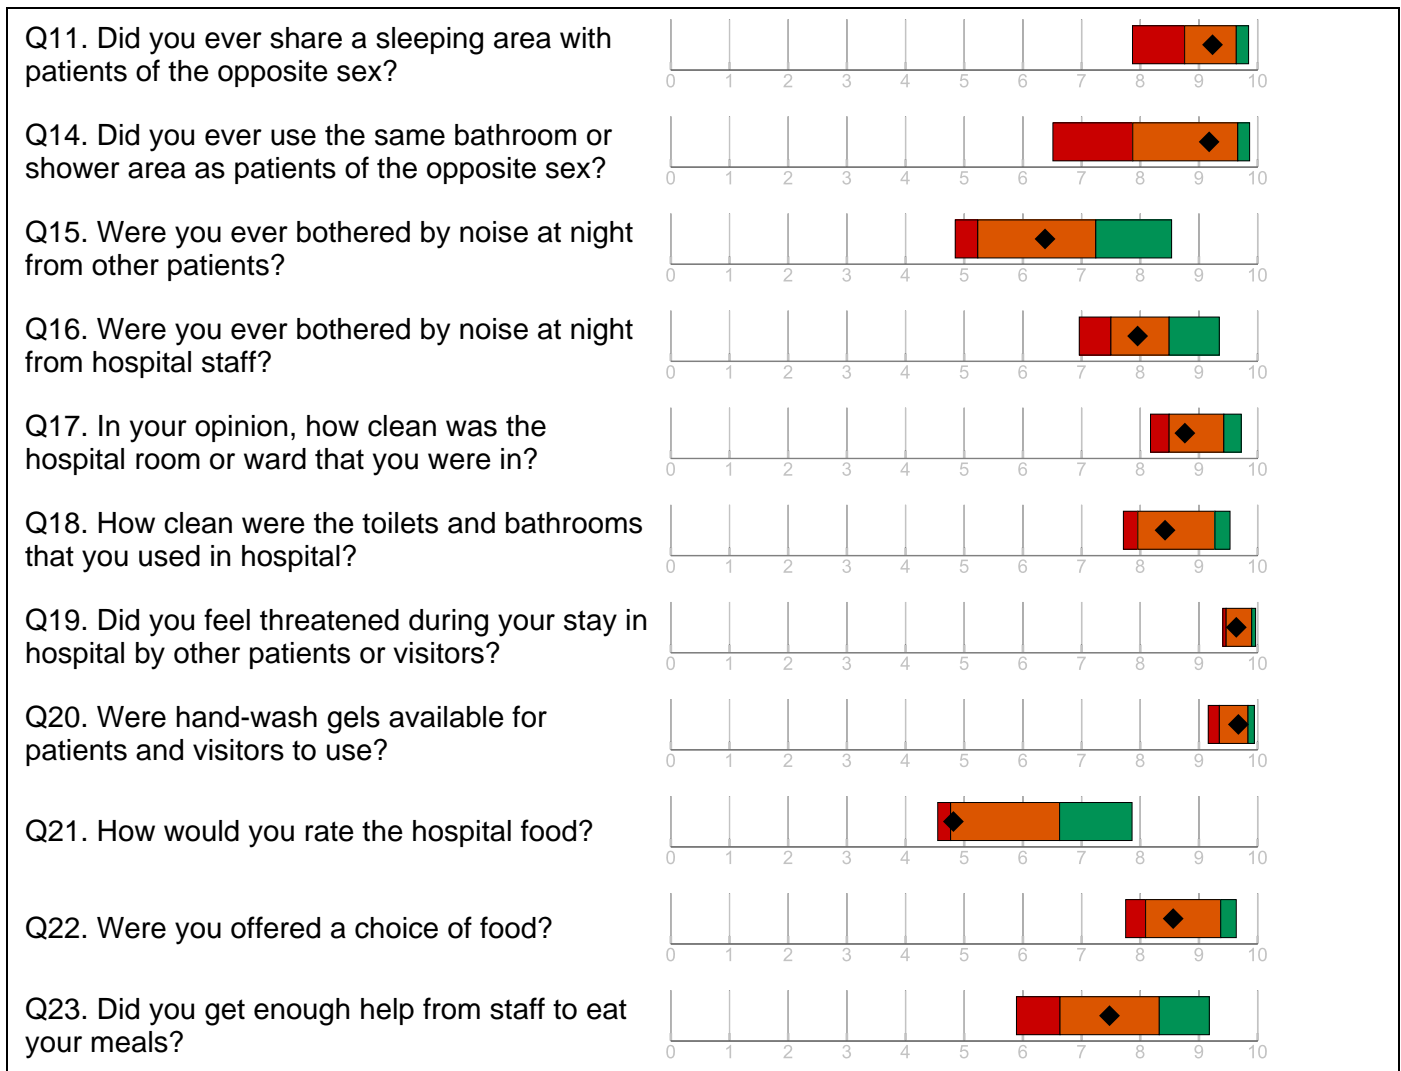 Q11. Did you ever share a sleeping area with
patients of the opposite sex?
0 1 2 3 4 5 6 7 8 9 10
Q14. Did you ever use the same bathroom or
shower area as patients of the opposite sex?
0 1 2 3 4 5 6 7 8 9 10
Q15. Were you ever bothered by noise at night
from other patients?
0 1 2 3 4 5 6 7 8 9 10
Q16. Were you ever bothered by noise at night
from hospital staff?
0 1 2 3 4 5 6 7 8 9 10
Q17. In your opinion, how clean was the
hospital room or ward that you were in?
0 1 2 3 4 5 6 7 8 9 10
Q18. How clean were the toilets and bathrooms
that you used in hospital?
0 1 2 3 4 5 6 7 8 9 10
Q19. Did you feel threatened during your stay in
hospital by other patients or visitors?
0 1 2 3 4 5 6 7 8 9 10
Q20. Were hand-wash gels available for
patients and visitors to use?
0 1 2 3 4 5 6 7 8 9 10
Q21. How would you rate the hospital food?
0 1 2 3 4 5 6 7 8 9 10
Q22. Were you offered a choice of food?
0 1 2 3 4 5 6 7 8 9 10
Q23. Did you get enough help from staff to eat
your meals?
0 1 2 3 4 5 6 7 8 9 10